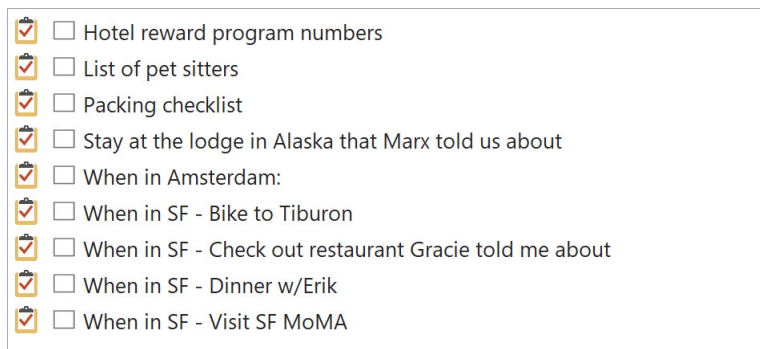 Hotel reward program numbers
List of pet sitters
Packing checklist
Stay at the lodge in Alaska that Marx told us about
When in Amsterdam:
When in SF - Bike to Tiburon
When in SF - Check out restaurant Gracie told me about
When in SF - Dinner w/Erik
When in SF - Visit SF MoMA